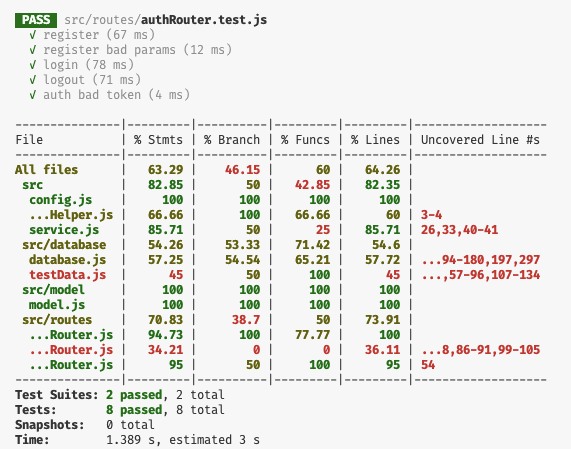 PASS src/routes/authRouter.test.js
√ register (67 ms)
√ register bad params (12 ms)
√ login (78 ms)
√ logout (71 ms)
√ auth bad token (4 ms)
---------------|---------|----------|---------|---------|-------------------
File           | % Stmts | % Branch | % Funcs | % Lines | Uncovered Line #s
---------------|---------|----------|---------|---------|-------------------
All files      |   63.29 |    46.15 |      60 |   64.26 |
 src           |   82.85 |       50 |   42.85 |   82.35 |
  config.js    |     100 |      100 |     100 |     100 |
  ...Helper.js |   66.66 |      100 |   66.66 |      60 | 3-4
  service.js   |   85.71 |       50 |      25 |   85.71 | 26,33,40-41
 src/database  |   54.26 |    53.33 |   71.42 |    54.6 |
  database.js  |   57.25 |    54.54 |   65.21 |   57.72 | ...94-180,197,297
  testData.js  |      45 |       50 |     100 |      45 | ...,57-96,107-134
 src/model     |     100 |      100 |     100 |     100 |
  model.js     |     100 |      100 |     100 |     100 |
 src/routes    |   70.83 |     38.7 |      50 |   73.91 |
  ...Router.js |   94.73 |      100 |   77.77 |     100 |
  ...Router.js |   34.21 |        0 |       0 |   36.11 | ...8,86-91,99-105
  ...Router.js |      95 |       50 |     100 |      95 | 54
---------------|---------|----------|---------|---------|-------------------
Test Suites: 2 passed, 2 total
Tests:       8 passed, 8 total
Snapshots:   0 total
Time:        1.389 s, estimated 3 s